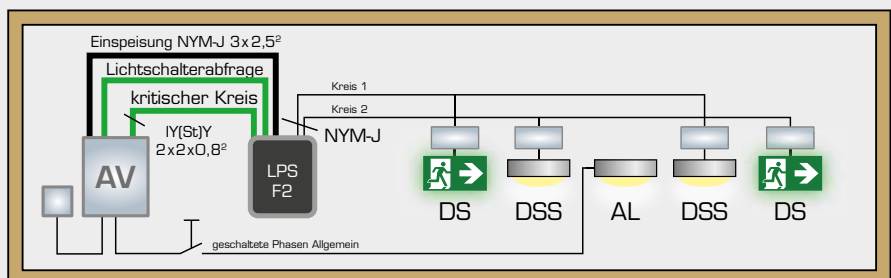 Einspeisung NYM-J 3x2,5²
Lichtschalterabfrage
kritischer Kreis
IY(St)Y
2x2x0,8²
NYM-J
Kreis 1
Kreis 2
AV
LPS
F2
DS
DSS
AL
DSS
DS
geschaltete Phasen Allgemein